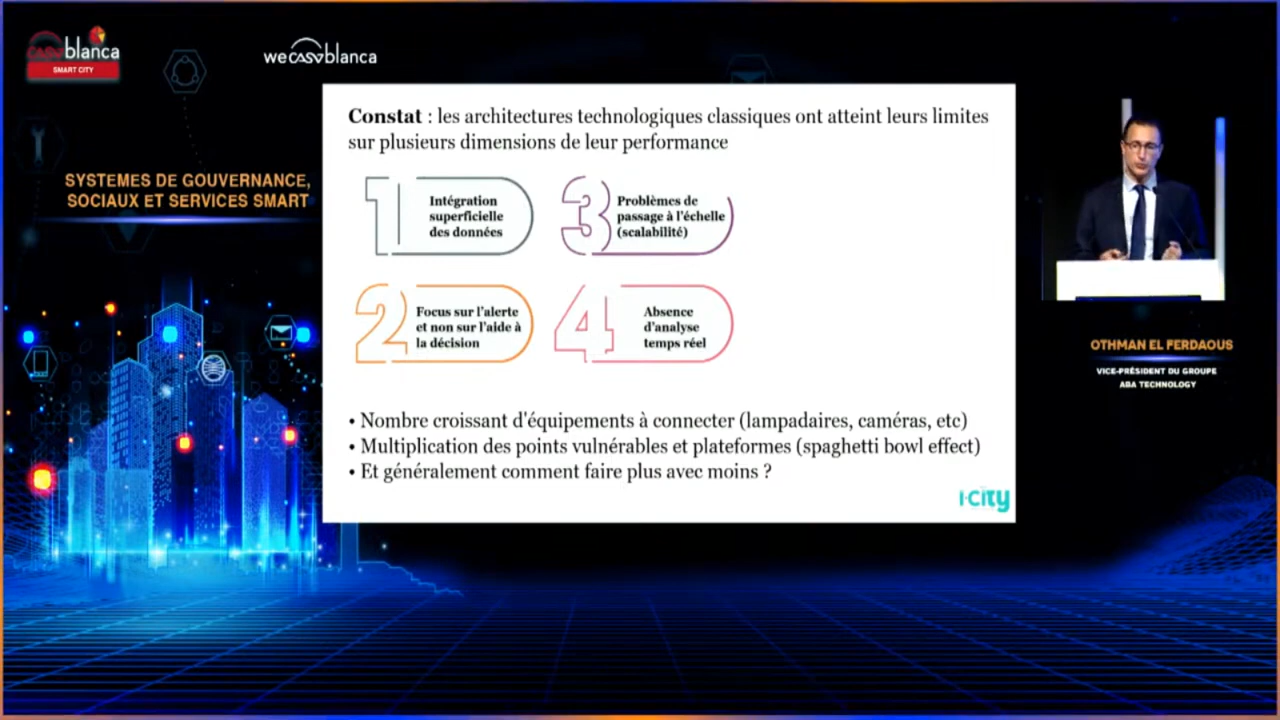 casablanca
SMART CITY
wecasablanca
SYSTEMES DE GOUVERNANCE,
SOCIAUX ET SERVICES SMART
Constat : les architectures technologiques classiques ont atteint leurs limites
sur plusieurs dimensions de leur performance
1
Intégration
superficielle
des données
2
Focus sur l'alerte
et non sur l'aide à
la décision
3
Problèmes de
passage à l'échelle
(scalabilité)
4
Absence
d'analyse
temps réel
• Nombre croissant d'équipements à connecter (lampadaires, caméras, etc)
• Multiplication des points vulnérables et plateformes (spaghetti bowl effect)
• Et généralement comment faire plus avec moins ?
i-city
OTHMAN EL FERDAOUS
VICE-PRÉSIDENT DU GROUPE
ABA TECHNOLOGY